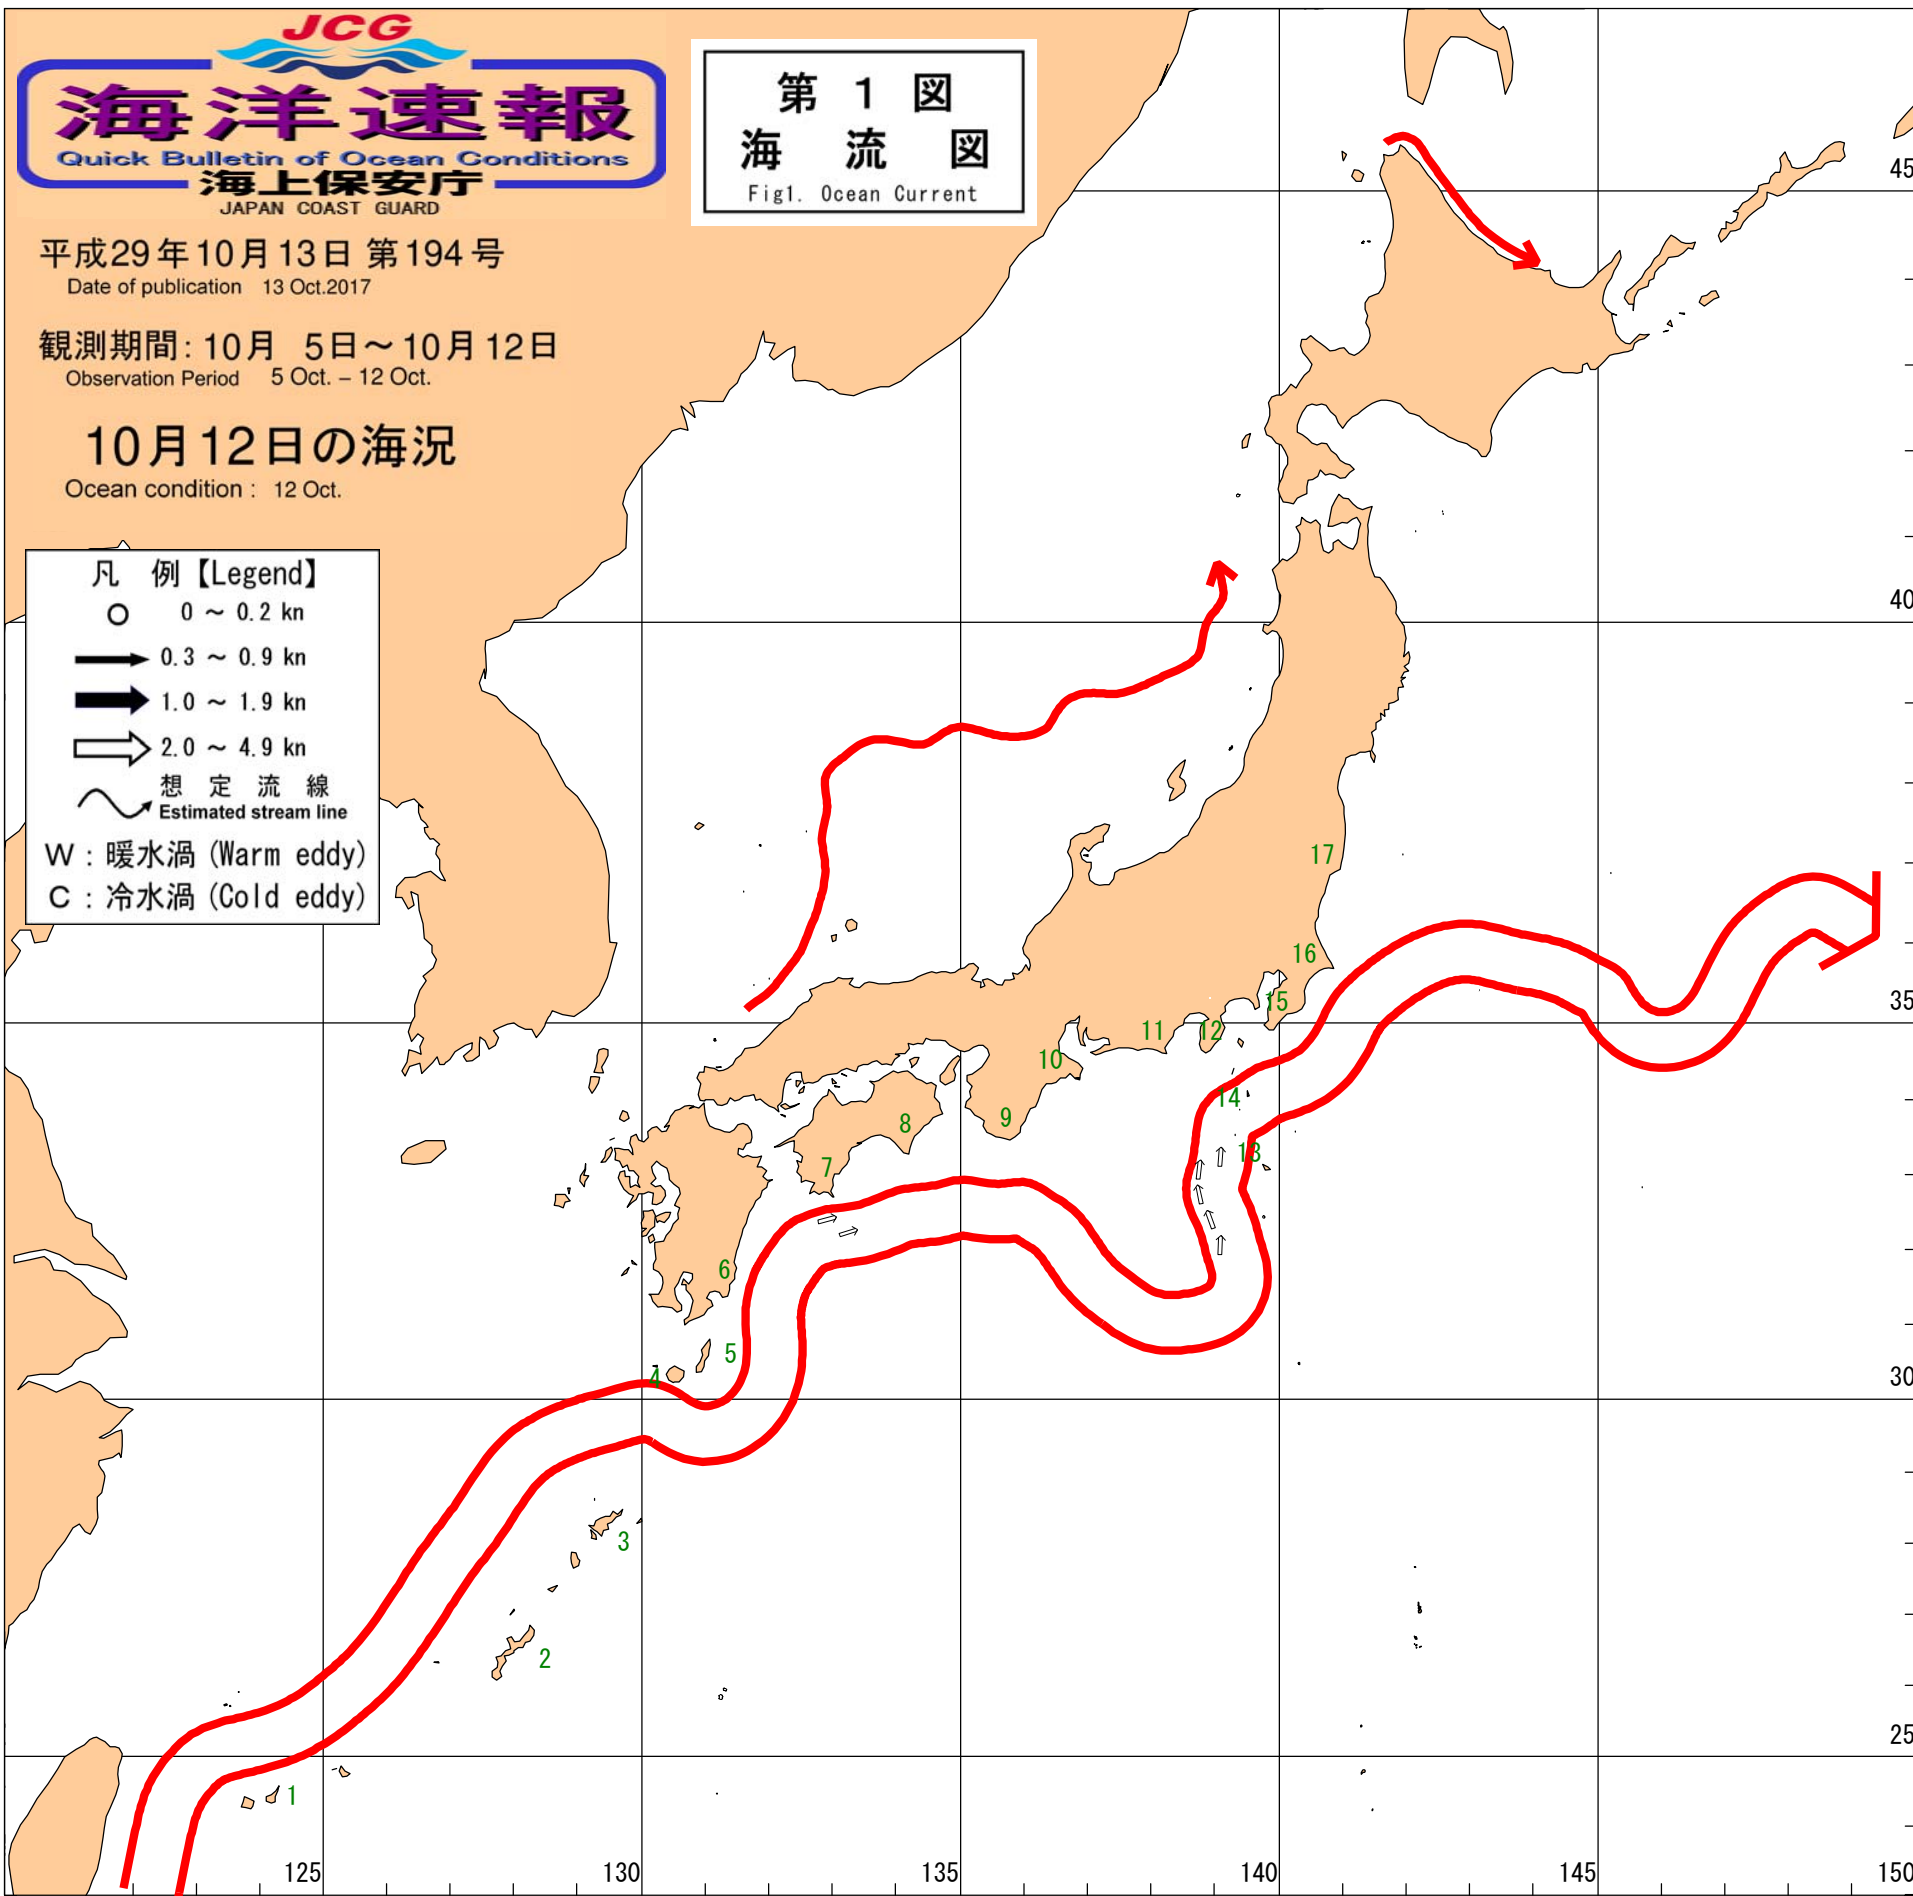 JCG
海洋速報
Quick Bulletin of Ocean Conditions
海上保安庁
JAPAN COAST GUARD
第 1 図
海 流 図
Fig1. Ocean Current
平成29年10月13日 第194号
Date of publication 13 Oct.2017
観測期間: 10月 5日～10月12日
Observation Period 5 Oct. – 12 Oct.
10月12日の海況
Ocean condition : 12 Oct.
凡 例【Legend】
0 ～ 0.2 kn
0.3 ～ 0.9 kn
1.0 ～ 1.9 kn
2.0 ～ 4.9 kn
想 定 流 線
Estimated stream line
W : 暖水渦 (Warm eddy)
C : 冷水渦 (Cold eddy)
45
40
35
30
25
17
16
15
11
12
10
14
9
8
13
7
6
5
4
3
2
1
125
130
135
140
145
150